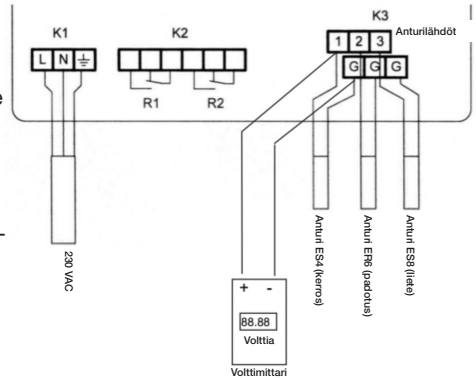 K1
K2
K3
Anturilähdöt
L N
1 2 3
G G G
R1
R2
e
-
230 VAC
Anturi ES4 (kerros)
Anturi ER6 (padotus)
Anturi ES8 (liete)
+ -
88.88
Volttia
Volttimittari